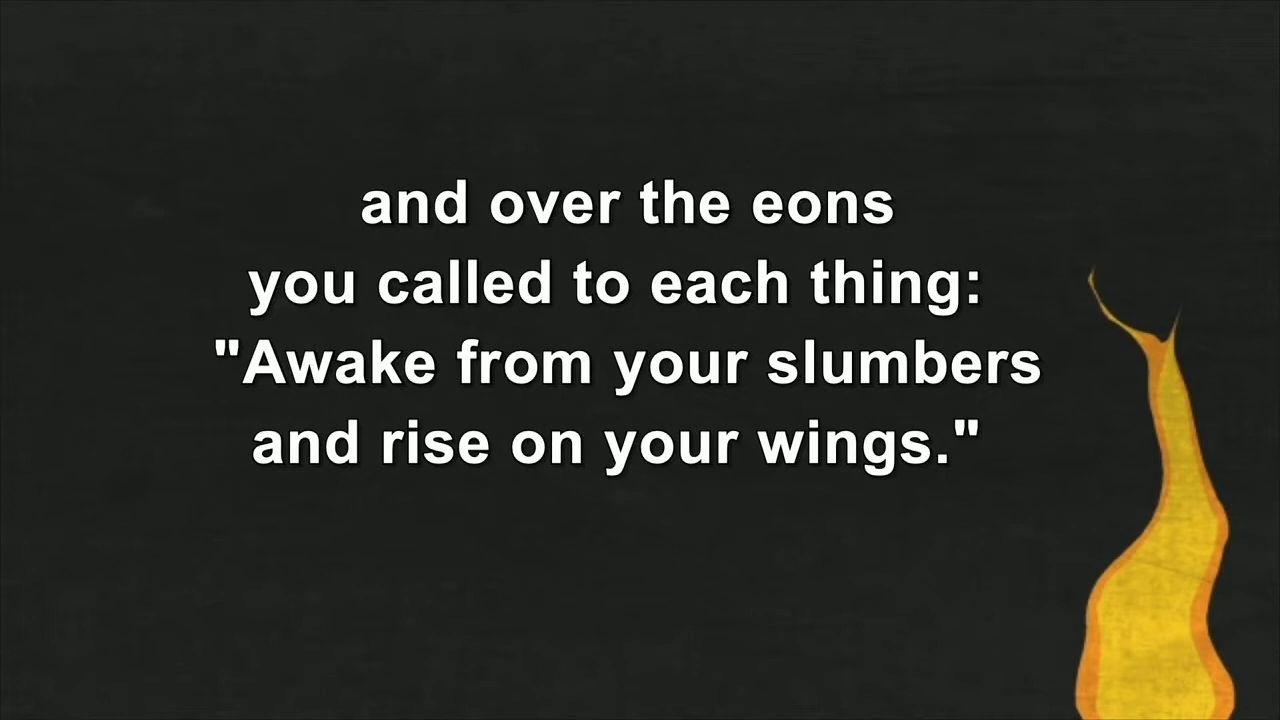 and over the eons
you called to each thing:
"Awake from your slumbers
and rise on your wings."